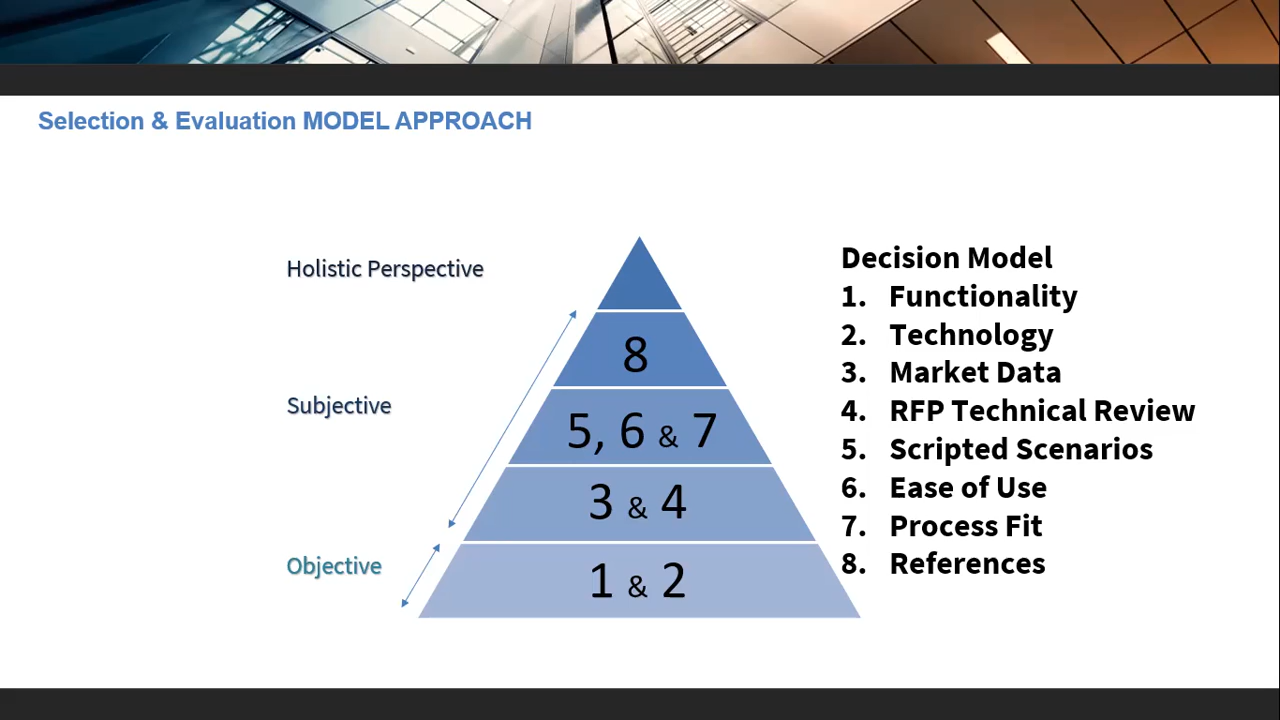 Selection & Evaluation MODEL APPROACH
Holistic Perspective
Subjective
Objective
8
5, 6 & 7
3 & 4
1 & 2
Decision Model
1. Functionality
2. Technology
3. Market Data
4. RFP Technical Review
5. Scripted Scenarios
6. Ease of Use
7. Process Fit
8. References